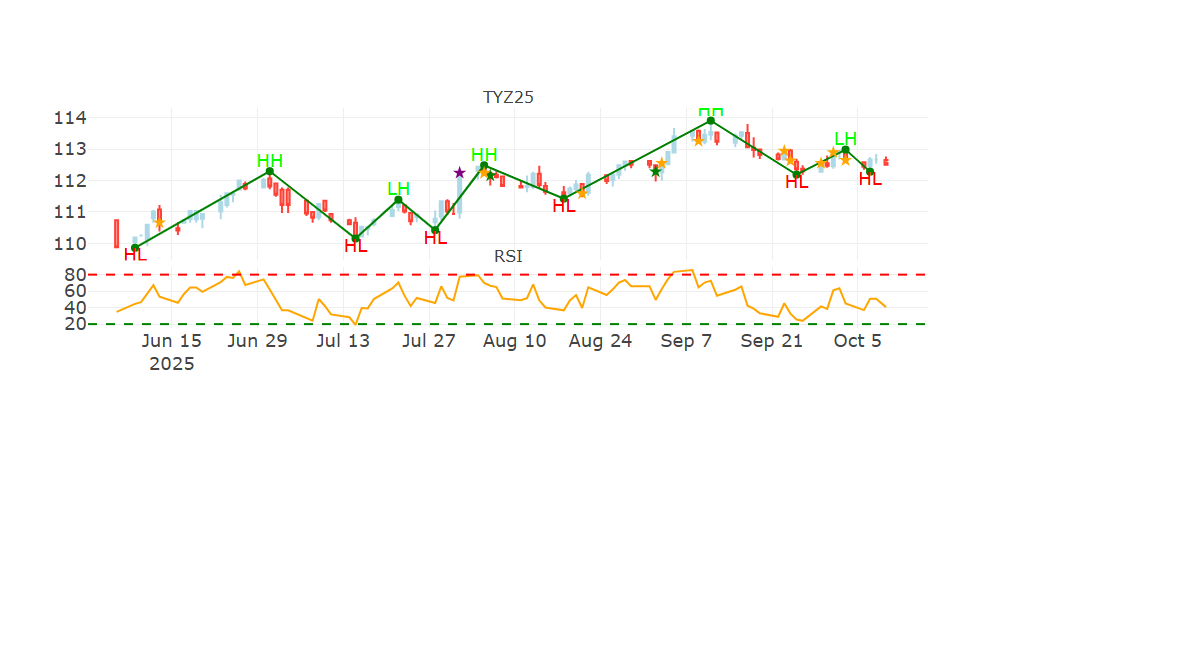 TYZ25
114
113
112
111
110
HL
HH
HL
LH
HL
HH
HL
HH
HL
LH
HL
RSI
80
60
40
20
Jun 15 Jun 29 Jul 13 Jul 27 Aug 10 Aug 24 Sep 7 Sep 21 Oct 5
2025